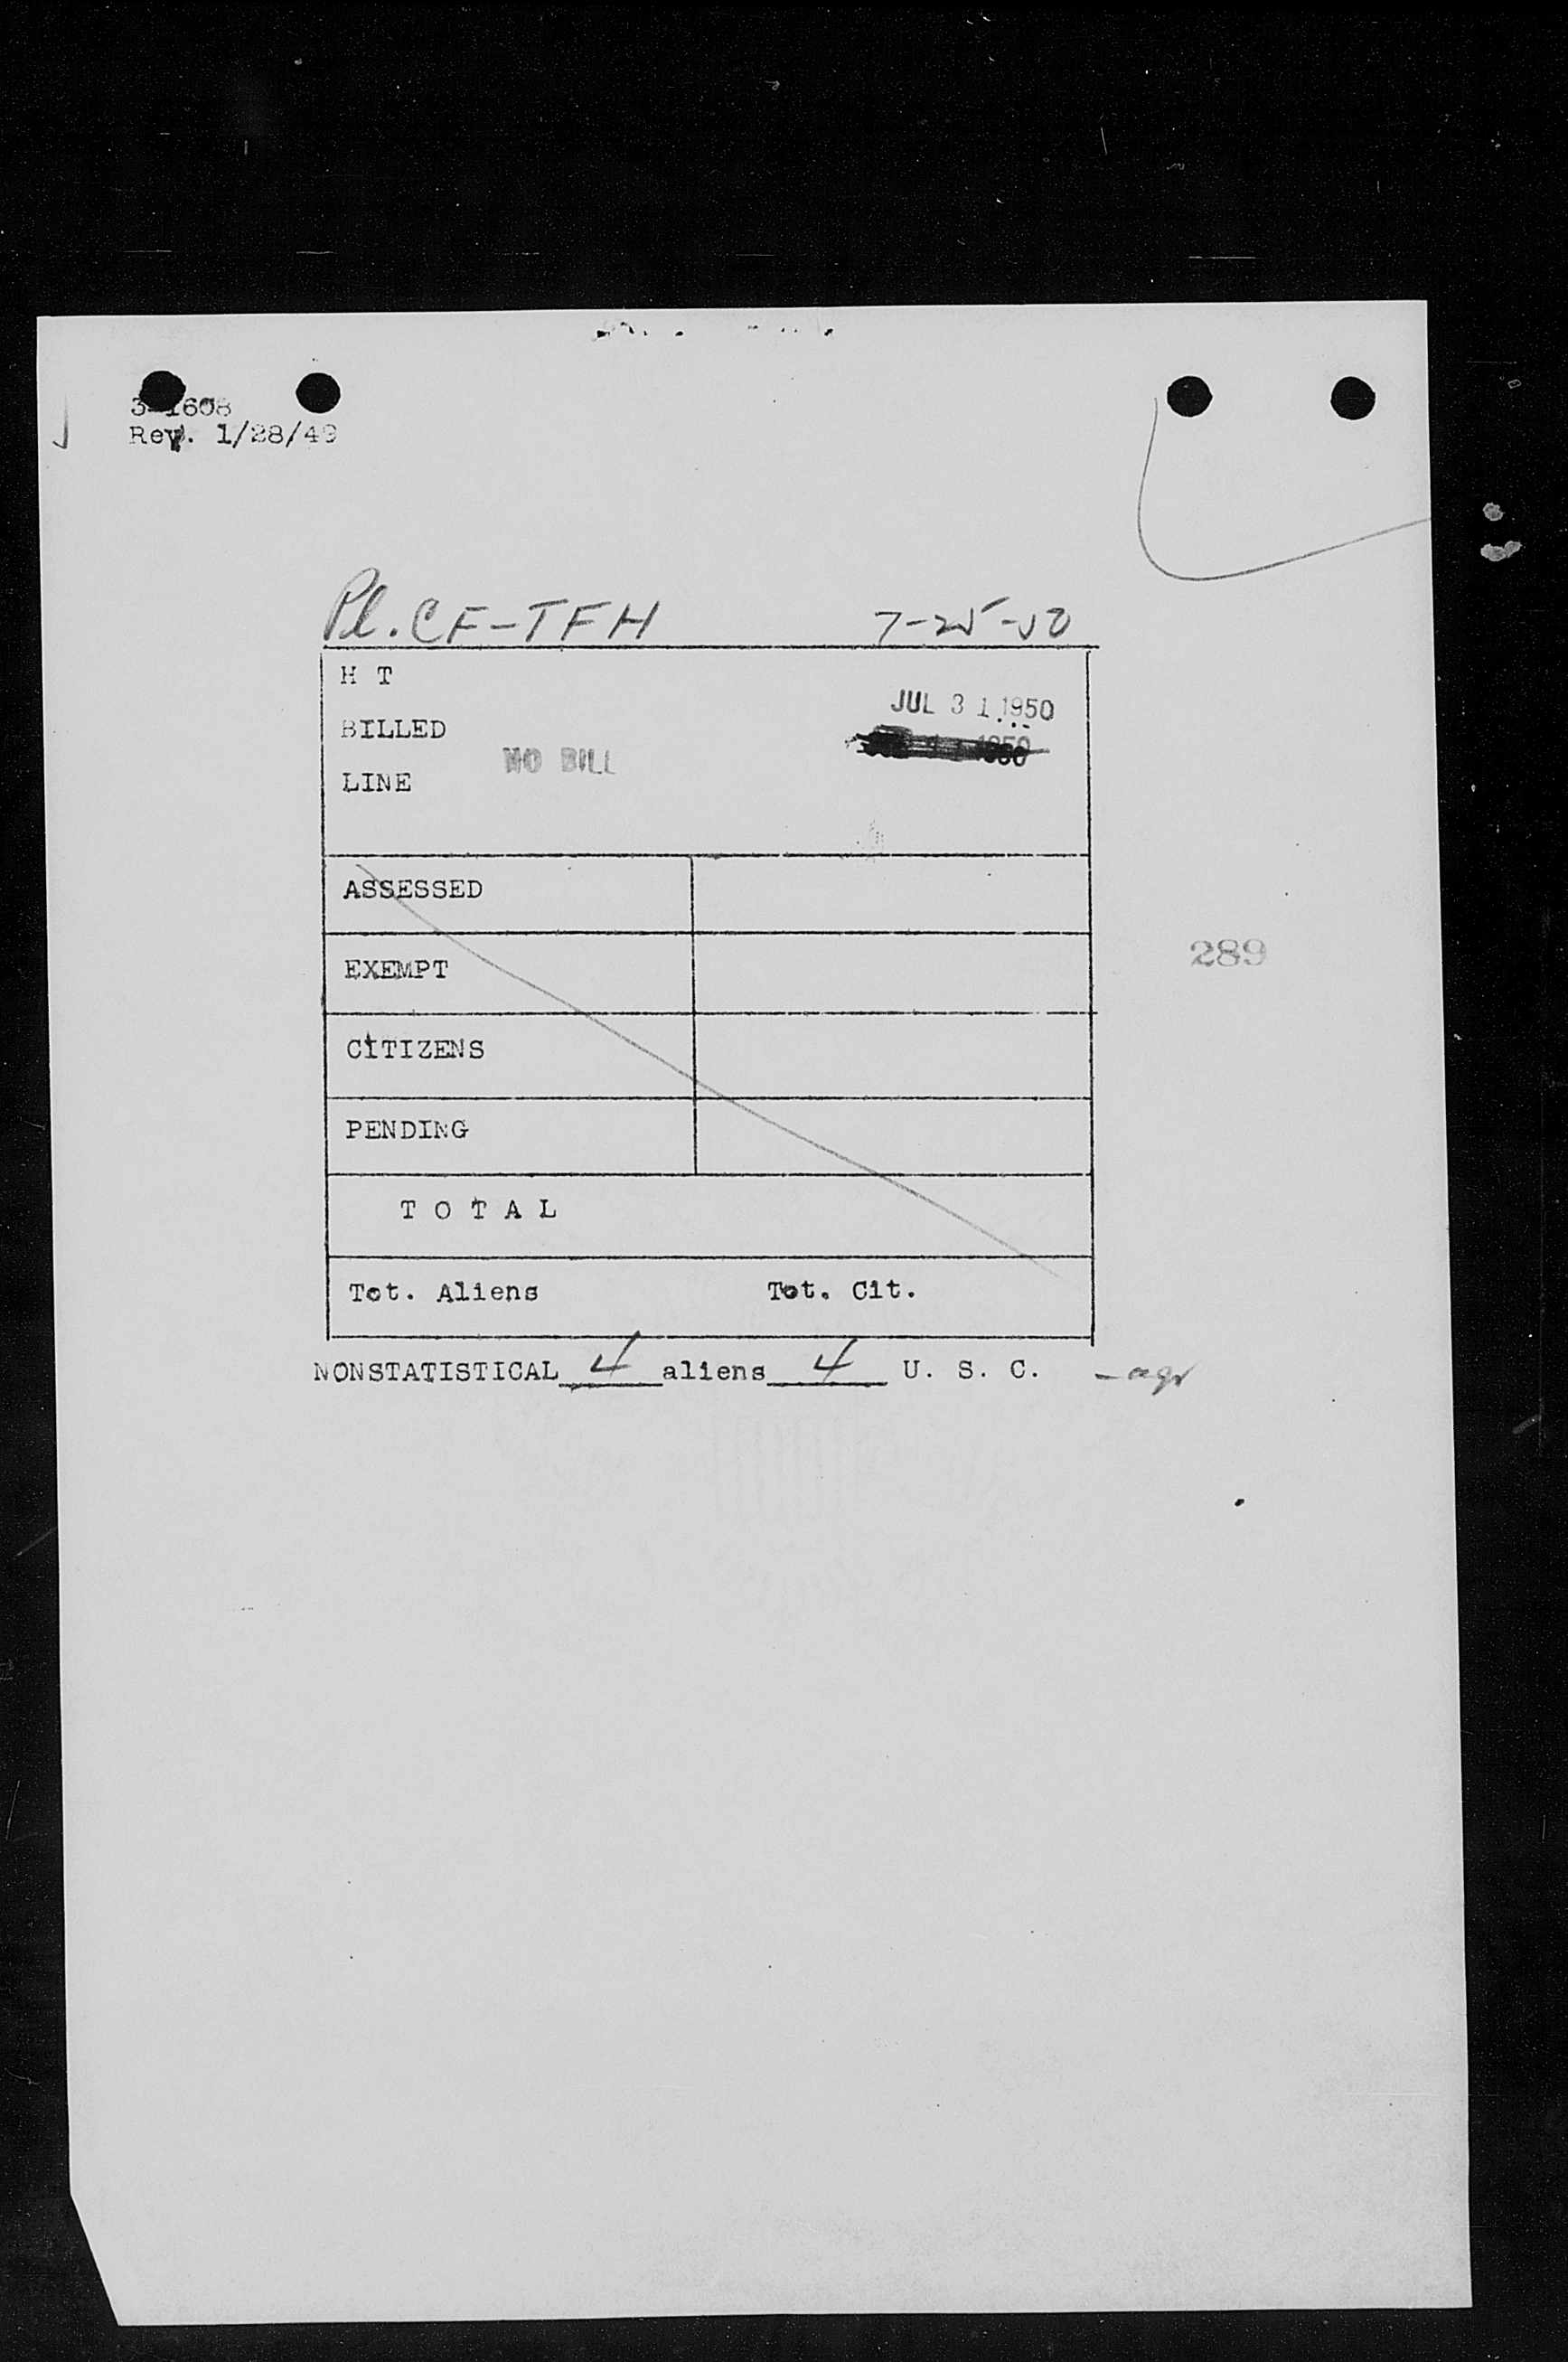 3-1608
Rev. 1/28/49
Pl. CF-TFH 7-25-50
H T
JUL 31 1950
BILLED
NO BILL
LINE
ASSESSED
EXEMPT
289
CITIZENS
PENDING
T O T A L
Tot. Aliens Tot. Cit.
NONSTATISTICAL 4 aliens 4 U. S. C. - agr